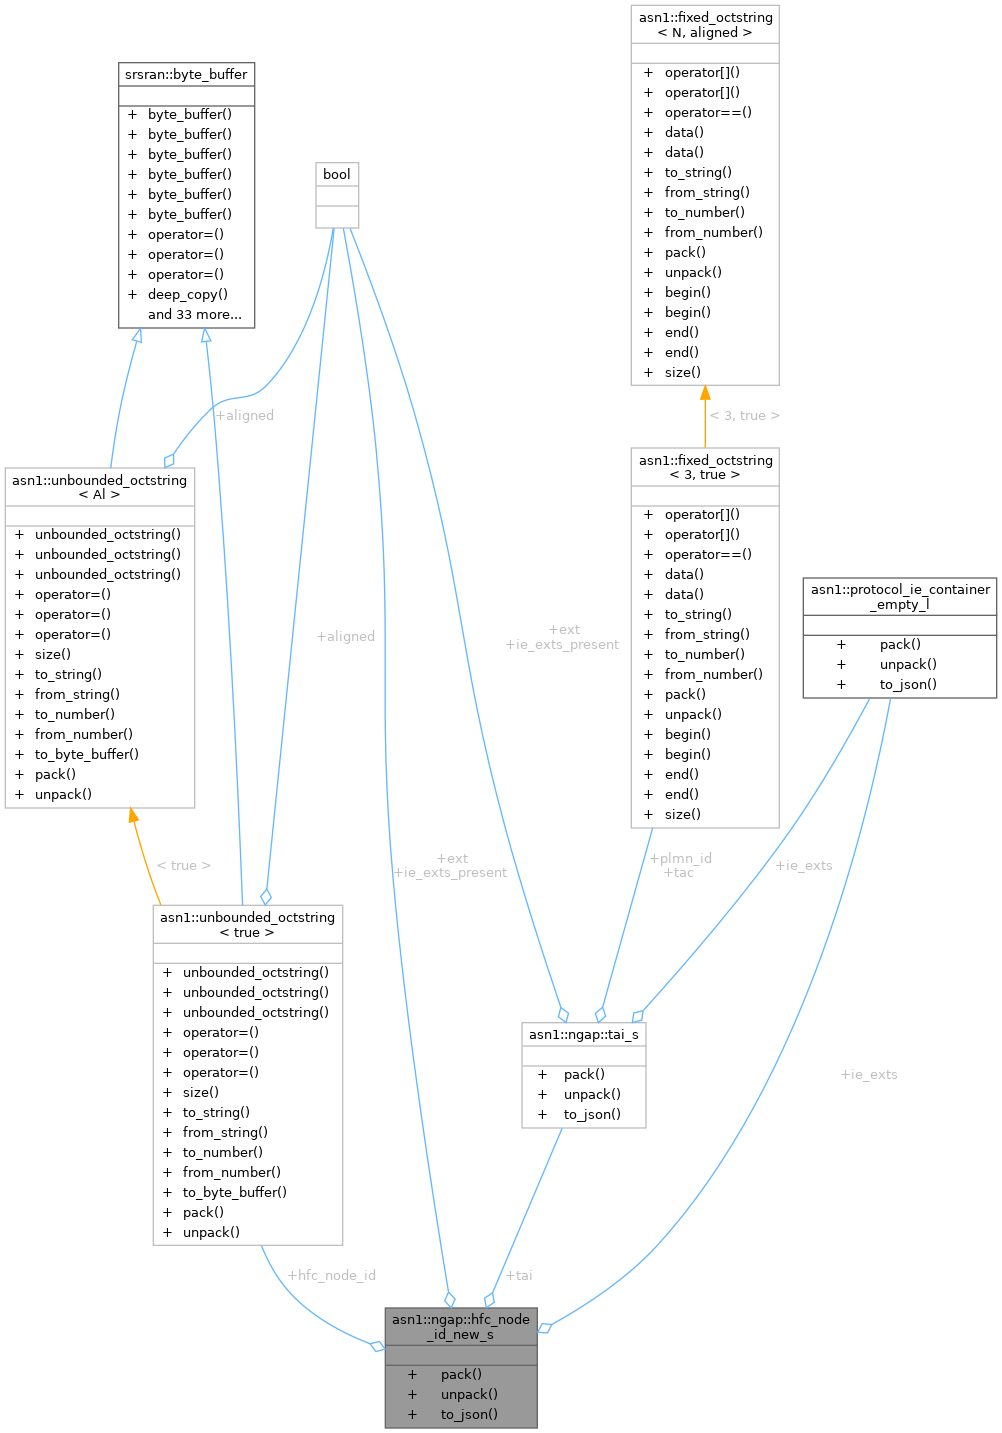 asn1::fixed_octstring
< N, aligned >
+ operator[]()
+ operator[]()
+ operator==()
+ data()
+ data()
+ to_string()
+ from_string()
+ to_number()
+ from_number()
+ pack()
+ unpack()
+ begin()
+ begin()
+ end()
+ end()
+ size()
srsran::byte_buffer
+ byte_buffer()
+ byte_buffer()
+ byte_buffer()
+ byte_buffer()
+ byte_buffer()
+ byte_buffer()
+ operator=()
+ operator=()
+ operator=()
+ deep_copy()
and 33 more...
bool
+aligned
< 3, true >
asn1::unbounded_octstring
< Al >
+ unbounded_octstring()
+ unbounded_octstring()
+ unbounded_octstring()
+ operator=()
+ operator=()
+ operator=()
+ size()
+ to_string()
+ from_string()
+ to_number()
+ from_number()
+ to_byte_buffer()
+ pack()
+ unpack()
+aligned
+ext
+ie_exts_present
asn1::fixed_octstring
< 3, true >
+ operator[]()
+ operator[]()
+ operator==()
+ data()
+ data()
+ to_string()
+ from_string()
+ to_number()
+ from_number()
+ pack()
+ unpack()
+ begin()
+ begin()
+ end()
+ end()
+ size()
asn1::protocol_ie_container
_empty_l
+ pack()
+ unpack()
+ to_json()
< true >
+ext
+ie_exts_present
+plmn_id
+tac
+ie_exts
asn1::unbounded_octstring
< true >
+ unbounded_octstring()
+ unbounded_octstring()
+ unbounded_octstring()
+ operator=()
+ operator=()
+ operator=()
+ size()
+ to_string()
+ from_string()
+ to_number()
+ from_number()
+ to_byte_buffer()
+ pack()
+ unpack()
asn1::ngap::tai_s
+ pack()
+ unpack()
+ to_json()
+ie_exts
+hfc_node_id
+tai
asn1::ngap::hfc_node
_id_new_s
+ pack()
+ unpack()
+ to_json()